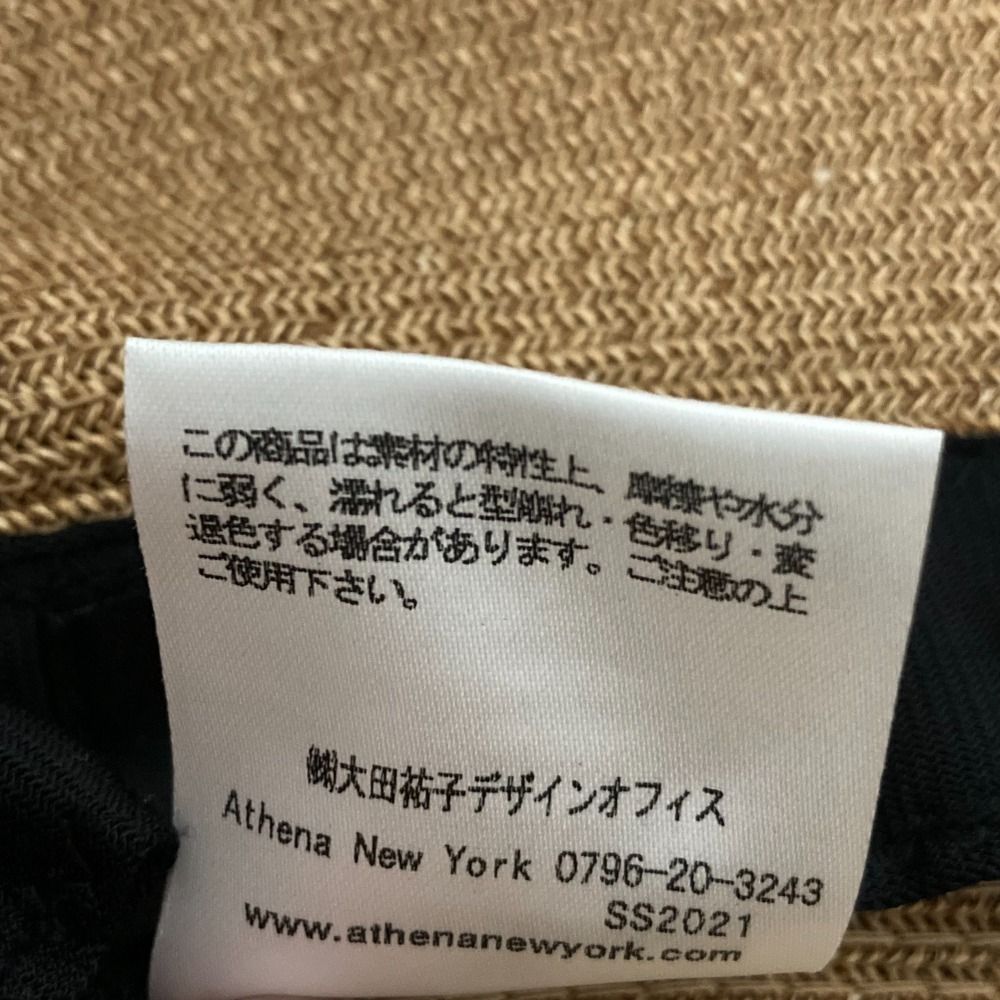 この商品は素材の特性上、摩擦や水分
に弱く、濡れると型崩れ・色移り・変
退色する場合があります。ご注意の上
ご使用下さい。
㈱大田祐子デザインオフィス
Athena New York 0796-20-3243
SS2021
www.athenanewyork.com